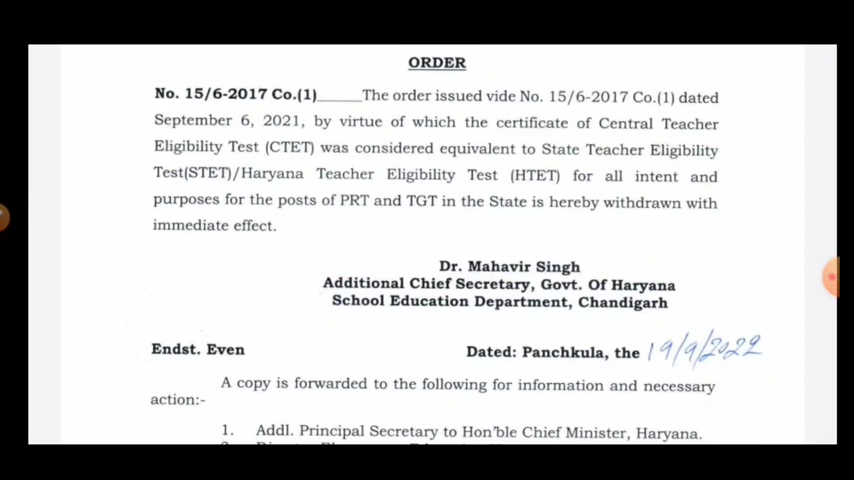 ORDER
No. 15/6-2017 Co.(1)_____The order issued vide No. 15/6-2017 Co.(1) dated
September 6, 2021, by virtue of which the certificate of Central Teacher
Eligibility Test (CTET) was considered equivalent to State Teacher Eligibility
Test(STET)/Haryana Teacher Eligibility Test (HTET) for all intent and
purposes for the posts of PRT and TGT in the State is hereby withdrawn with
immediate effect.
Dr. Mahavir Singh
Additional Chief Secretary, Govt. Of Haryana
School Education Department, Chandigarh
Endst. Even Dated: Panchkula, the 19/9/2022
A copy is forwarded to the following for information and necessary
action:-
1. Addl. Principal Secretary to Hon'ble Chief Minister, Haryana.